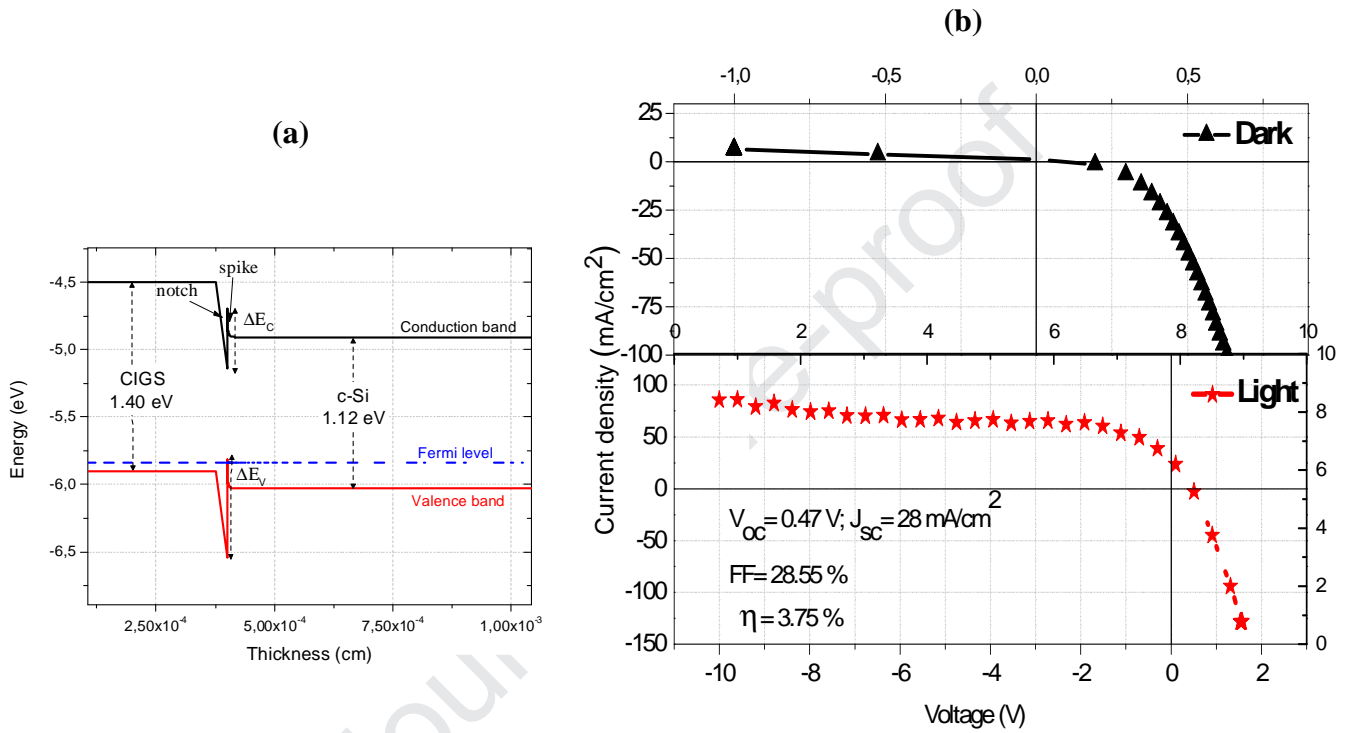 (a)
-4,5
-5,0
-5,5
-6,0
-6,5
Energy (eV)
spike
notch
ΔE_C
Conduction band
CIGS
1.40 eV
c-Si
1.12 eV
Fermi level
ΔE_V
Valence band
2,50x10⁻⁴ 5,00x10⁻⁴ 7,50x10⁻⁴ 1,00x10⁻³
Thickness (cm)
(b)
-1,0 -0,5 0,0 0,5
25
0
-25
-50
-75
-100
Dark
0 2 4 6 8 10
Current density (mA/cm²)
100
50
0
-50
-100
-150
Light
10
8
6
4
2
0
V_oc= 0.47 V; J_sc= 28 mA/cm²
FF= 28.55 %
η = 3.75 %
-10 -8 -6 -4 -2 0 2
Voltage (V)
e-proof